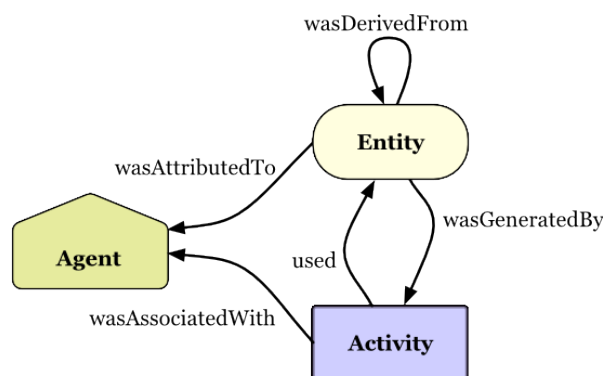 wasDerivedFrom
Entity
wasAttributedTo
wasGeneratedBy
Agent
used
wasAssociatedWith
Activity